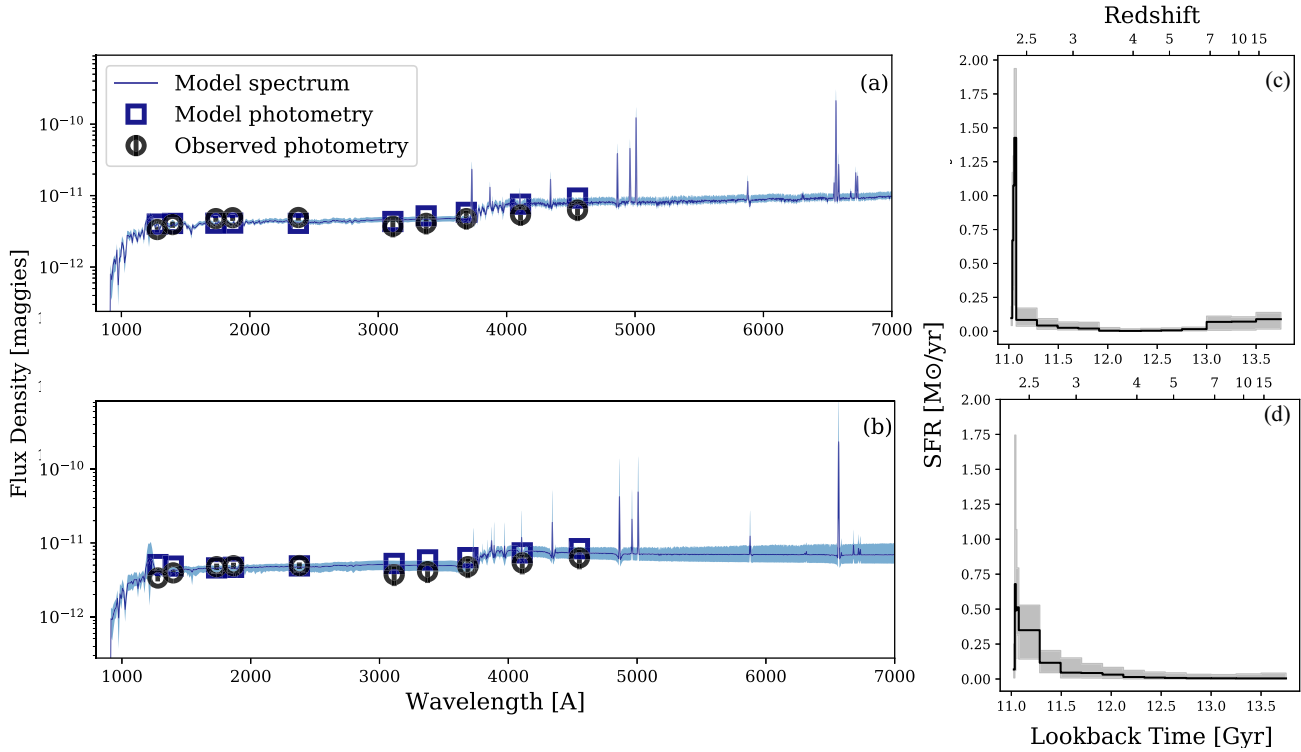 Redshift
2.5 3 4 5 7 10 15
(a)
(c)
Model spectrum
Model photometry
Observed photometry
10⁻¹⁰
10⁻¹¹
10⁻¹²
1000 2000 3000 4000 5000 6000 7000
2.00
1.75
1.50
1.25
1.00
0.75
0.50
0.25
0.00
11.0 11.5 12.0 12.5 13.0 13.5
Flux Density [maggies]
SFR [M⊙/yr]
2.5 3 4 5 7 10 15
(b)
(d)
10⁻¹⁰
10⁻¹¹
10⁻¹²
1000 2000 3000 4000 5000 6000 7000
Wavelength [A]
2.00
1.75
1.50
1.25
1.00
0.75
0.50
0.25
0.00
11.0 11.5 12.0 12.5 13.0 13.5
Lookback Time [Gyr]